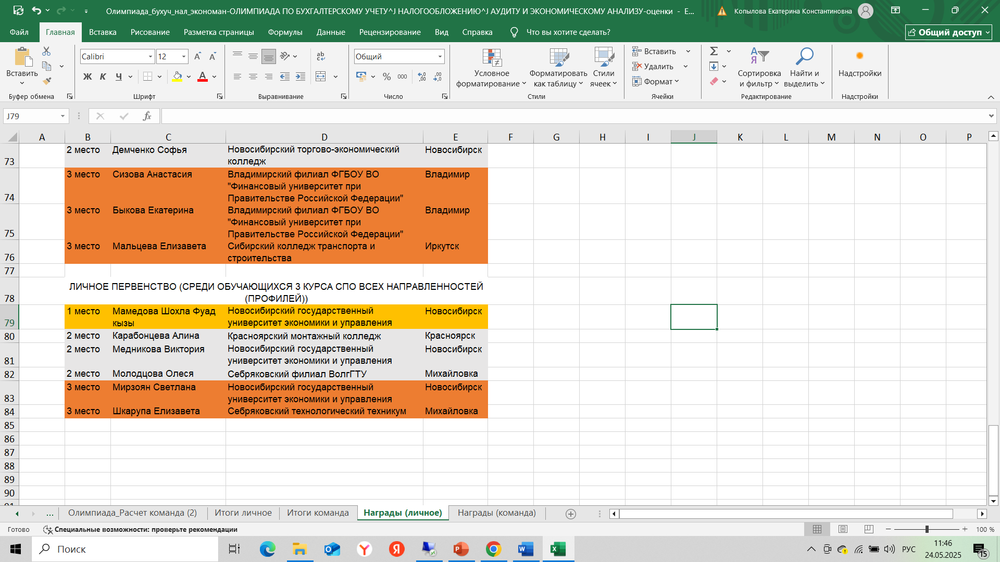 Олимпиада_бухуч_нал_экономан-ОЛИМПИАДА ПО БУХГАЛТЕРСКОМУ УЧЕТУ^J НАЛОГООБЛОЖЕНИЮ^J АУДИТУ И ЭКОНОМИЧЕСКОМУ АНАЛИЗУ-оценки - E...
Копылова Екатерина Константиновна
Файл Главная Вставка Рисование Разметка страницы Формулы Данные Рецензирование Вид Справка Что вы хотите сделать? Общий доступ
Вставить
Буфер обмена
Calibri 12
Ж К Ч А
Шрифт
ab
Выравнивание
Общий
% 000
Число
Условное форматирование
Форматировать как таблицу
Стили ячеек
Стили
Вставить
Удалить
Формат
Ячейки
Сортировка и фильтр
Найти и выделить
Редактирование
Надстройки
Надстройки
J79 fx
A B C D E F G H I J K L M N O P
73 2 место Демченко Софья Новосибирский торгово-экономический колледж Новосибирск
74 3 место Сизова Анастасия Владимирский филиал ФГБОУ ВО "Финансовый университет при Правительстве Российской Федерации" Владимир
75 3 место Быкова Екатерина Владимирский филиал ФГБОУ ВО "Финансовый университет при Правительстве Российской Федерации" Владимир
76 3 место Мальцева Елизавета Сибирский колледж транспорта и строительства Иркутск
77
78 ЛИЧНОЕ ПЕРВЕНСТВО (СРЕДИ ОБУЧАЮЩИХСЯ 3 КУРСА СПО ВСЕХ НАПРАВЛЕННОСТЕЙ (ПРОФИЛЕЙ))
79 1 место Мамедова Шохла Фуад кызы Новосибирский государственный университет экономики и управления Новосибирск
80 2 место Карабонцева Алина Красноярский монтажный колледж Красноярск
81 2 место Медникова Виктория Новосибирский государственный университет экономики и управления Новосибирск
82 2 место Молодцова Олеся Себряковский филиал ВолгГТУ Михайловка
83 3 место Мирзоян Светлана Новосибирский государственный университет экономики и управления Новосибирск
84 3 место Шкарупа Елизавета Себряковский технологический техникум Михайловка
85
86
87
88
89
90
91
... Олимпиада_Расчет команда (2) Итоги личное Итоги команда Награды (личное) Награды (команда)
Готово Специальные возможности: проверьте рекомендации 100 %
Поиск
РУС
11:46
24.05.2025
15